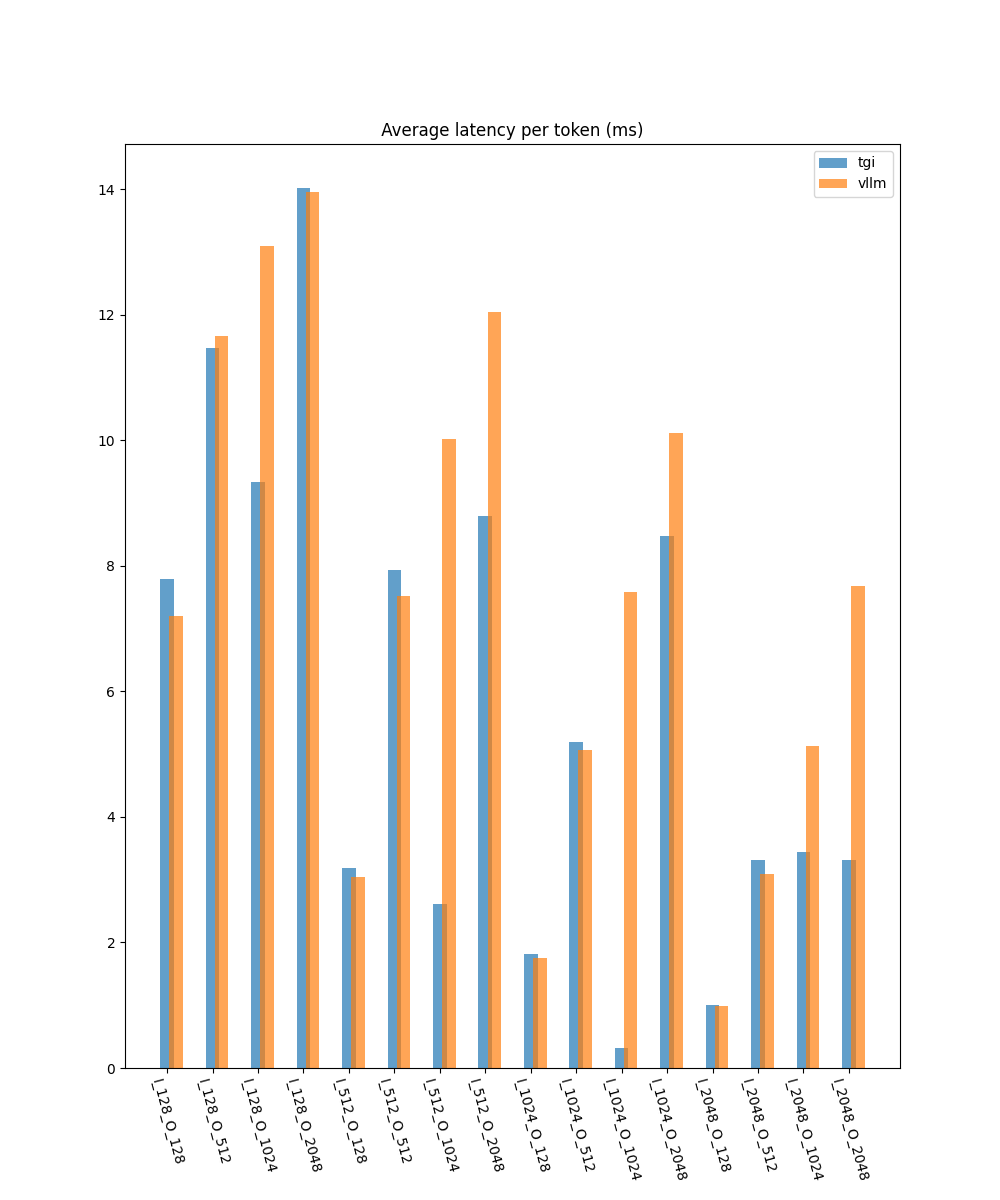 Average latency per token (ms)
tgi
vllm
14
12
10
8
6
4
2
0
I_128_O_128
I_128_O_512
I_128_O_1024
I_128_O_2048
I_512_O_128
I_512_O_512
I_512_O_1024
I_512_O_2048
I_1024_O_128
I_1024_O_512
I_1024_O_1024
I_1024_O_2048
I_2048_O_128
I_2048_O_512
I_2048_O_1024
I_2048_O_2048